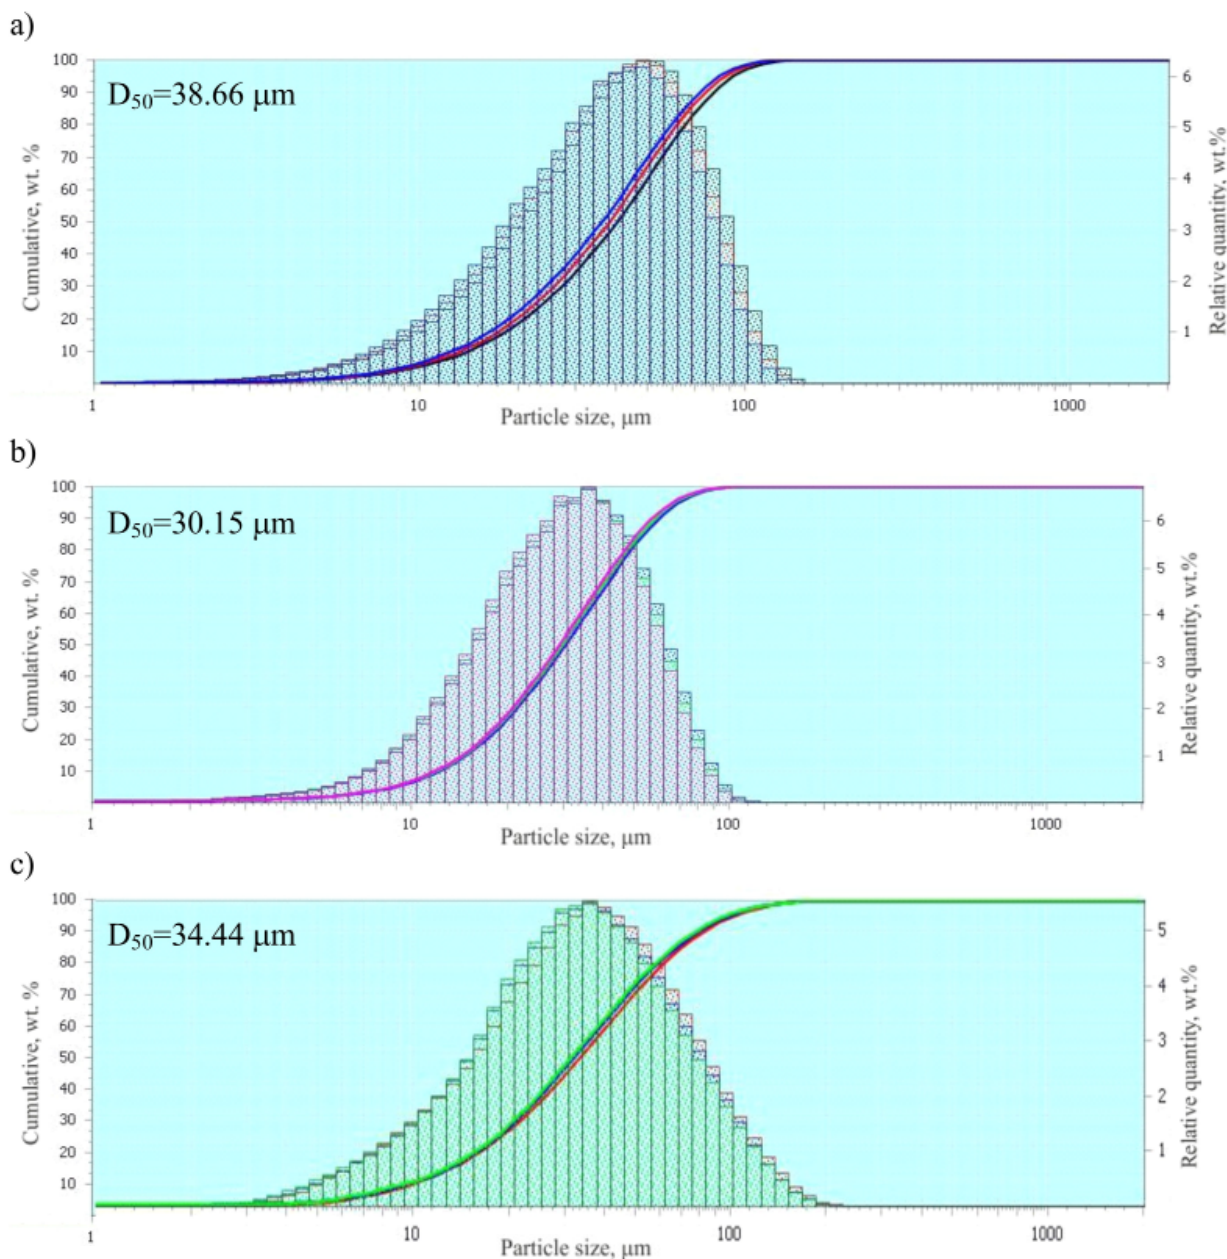 a)
D₅₀=38.66 μm
Cumulative, wt. %
100
90
80
70
60
50
40
30
20
10
Relative quantity, wt.%
6
5
4
3
2
1
1 10 100 1000
Particle size, μm
b)
D₅₀=30.15 μm
Cumulative, wt. %
100
90
80
70
60
50
40
30
20
10
Relative quantity, wt.%
6
5
4
3
2
1
1 10 100 1000
Particle size, μm
c)
D₅₀=34.44 μm
Cumulative, wt. %
100
90
80
70
60
50
40
30
20
10
Relative quantity, wt.%
5
4
3
2
1
1 10 100 1000
Particle size, μm